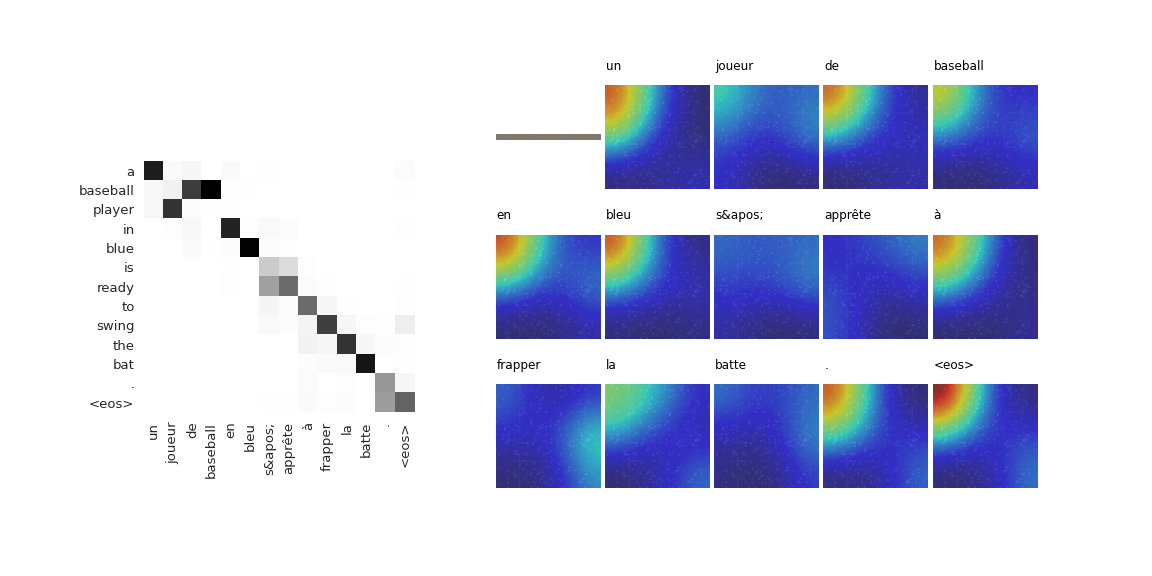 a
baseball
player
in
blue
is
ready
to
swing
the
bat
.
<eos>
un
joueur
de
baseball
en
bleu
s&apos;
apprête
à
frapper
la
batte
.
<eos>
un joueur de baseball
en bleu s&apos; apprête à
frapper la batte . <eos>